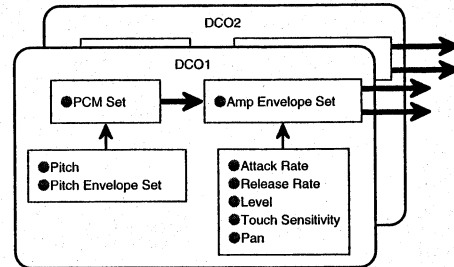 DCO2
DCO1
●PCM Set
●Amp Envelope Set
●Pitch
●Pitch Envelope Set
●Attack Rate
●Release Rate
●Level
●Touch Sensitivity
●Pan